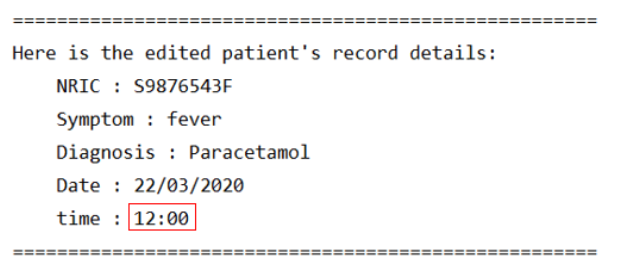 =====================================================
Here is the edited patient's record details:
NRIC : S9876543F
Symptom : fever
Diagnosis : Paracetamol
Date : 22/03/2020
time : 12:00
=====================================================